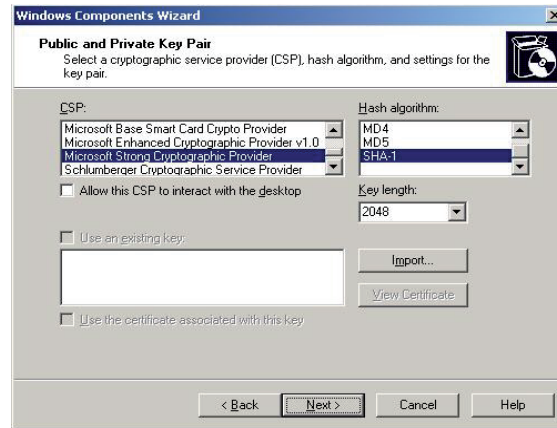 Windows Components Wizard
Public and Private Key Pair
Select a cryptographic service provider (CSP), hash algorithm, and settings for the
key pair.
CSP:
Microsoft Base Smart Card Crypto Provider
Microsoft Enhanced Cryptographic Provider v1.0
Microsoft Strong Cryptographic Provider
Schlumberger Cryptographic Service Provider
Allow this CSP to interact with the desktop
Hash algorithm:
MD4
MD5
SHA-1
Key length:
2048
Use an existing key:
Import...
View Certificate
Use the certificate associated with this key
< Back
Next >
Cancel
Help